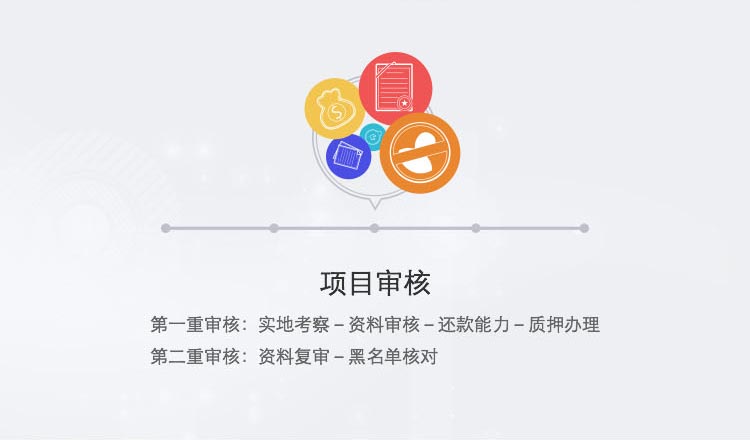 项目审核
第一重审核：实地考察 – 资料审核 – 还款能力 – 质押办理
第二重审核：资料复审 – 黑名单核对